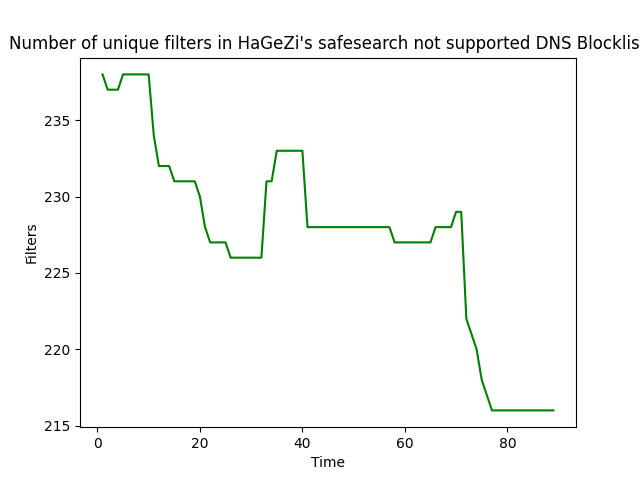 Number of unique filters in HaGeZi's safesearch not supported DNS Blocklis
235
230
225
220
215
Filters
0 20 40 60 80
Time